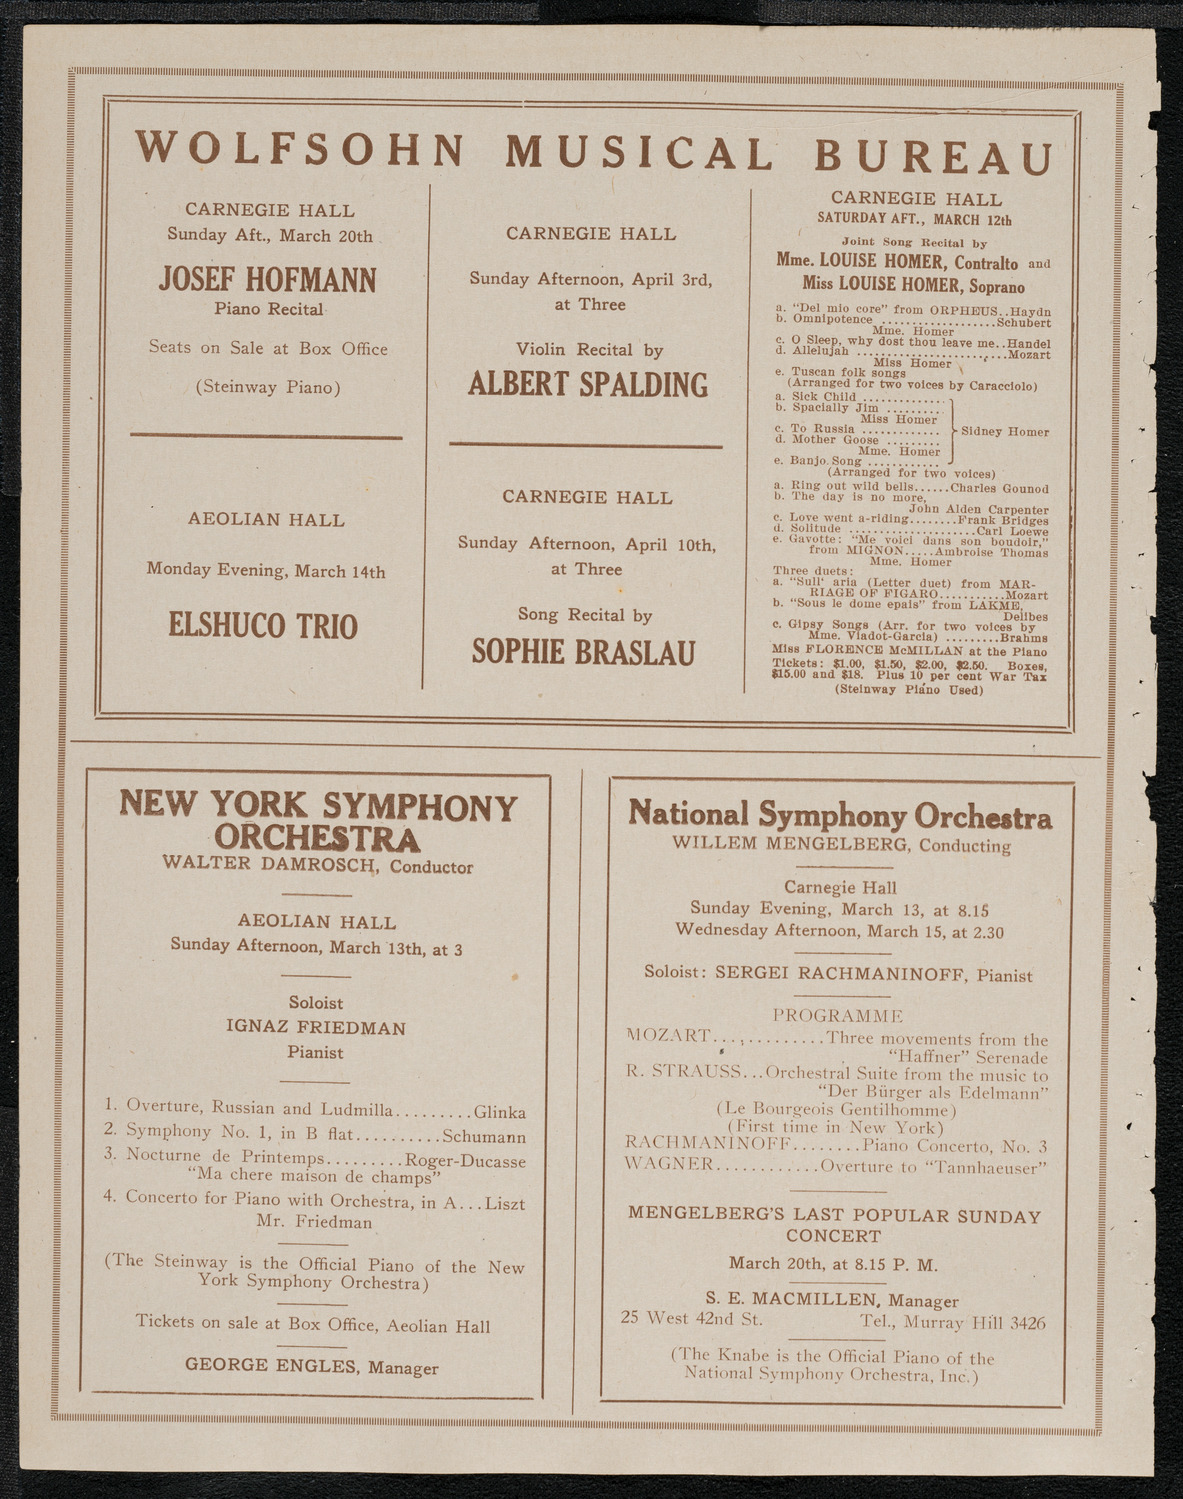 WOLFSOHN MUSICAL BUREAU
CARNEGIE HALL
Sunday Aft., March 20th
JOSEF HOFMANN
Piano Recital
Seats on Sale at Box Office
(Steinway Piano)
AEOLIAN HALL
Monday Evening, March 14th
ELSHUCO TRIO
CARNEGIE HALL
Sunday Afternoon, April 3rd,
at Three
Violin Recital by
ALBERT SPALDING
CARNEGIE HALL
Sunday Afternoon, April 10th,
at Three
Song Recital by
SOPHIE BRASLAU
CARNEGIE HALL
SATURDAY AFT., MARCH 12th
Joint Song Recital by
Mme. LOUISE HOMER, Contralto and
Miss LOUISE HOMER, Soprano
a. "Del mio core" from ORPHEUS..Haydn
b. Omnipotence ...................Schubert
Mme. Homer
c. O Sleep, why dost thou leave me..Handel
d. Allelujah .........................Mozart
Miss Homer
e. Tuscan folk songs
(Arranged for two voices by Caracciolo)
a. Sick Child ..............
b. Spacially Jim .........
Miss Homer
c. To Russia .............
Sidney Homer
d. Mother Goose .........
Mme. Homer
e. Banjo Song ............
(Arranged for two voices)
a. Ring out wild bells......Charles Gounod
b. The day is no more,
John Alden Carpenter
c. Love went a-riding........Frank Bridges
d. Solitude .....................Carl Loewe
e. Gavotte: "Me voici dans son boudoir,"
from MIGNON.....Ambroise Thomas
Mme. Homer
Three duets:
a. "Sull' aria (Letter duet) from MAR-
RIAGE OF FIGARO...........Mozart
b. "Sous le dome epais" from LAKME,
Delibes
c. Gipsy Songs (Arr. for two voices by
Mme. Viadot-Garcia) .........Brahms
Miss FLORENCE McMILLAN at the Piano
Tickets: $1.00, $1.50, $2.00, $2.50. Boxes,
$15.00 and $18. Plus 10 per cent War Tax
(Steinway Piano Used)
NEW YORK SYMPHONY
ORCHESTRA
WALTER DAMROSCH, Conductor
AEOLIAN HALL
Sunday Afternoon, March 13th, at 3
Soloist
IGNAZ FRIEDMAN
Pianist
1. Overture, Russian and Ludmilla.........Glinka
2. Symphony No. 1, in B flat..........Schumann
3. Nocturne de Printemps.........Roger-Ducasse
"Ma chere maison de champs"
4. Concerto for Piano with Orchestra, in A...Liszt
Mr. Friedman
(The Steinway is the Official Piano of the New
York Symphony Orchestra)
Tickets on sale at Box Office, Aeolian Hall
GEORGE ENGLES, Manager
National Symphony Orchestra
WILLEM MENGELBERG, Conducting
Carnegie Hall
Sunday Evening, March 13, at 8.15
Wednesday Afternoon, March 15, at 2.30
Soloist: SERGEI RACHMANINOFF, Pianist
PROGRAMME
MOZART.............Three movements from the
"Haffner" Serenade
R. STRAUSS...Orchestral Suite from the music to
"Der Bürger als Edelmann"
(Le Bourgeois Gentilhomme)
(First time in New York)
RACHMANINOFF........Piano Concerto, No. 3
WAGNER............Overture to "Tannhaeuser"
MENGELBERG'S LAST POPULAR SUNDAY
CONCERT
March 20th, at 8.15 P. M.
S. E. MACMILLEN, Manager
25 West 42nd St. Tel., Murray Hill 3426
(The Knabe is the Official Piano of the
National Symphony Orchestra, Inc.)